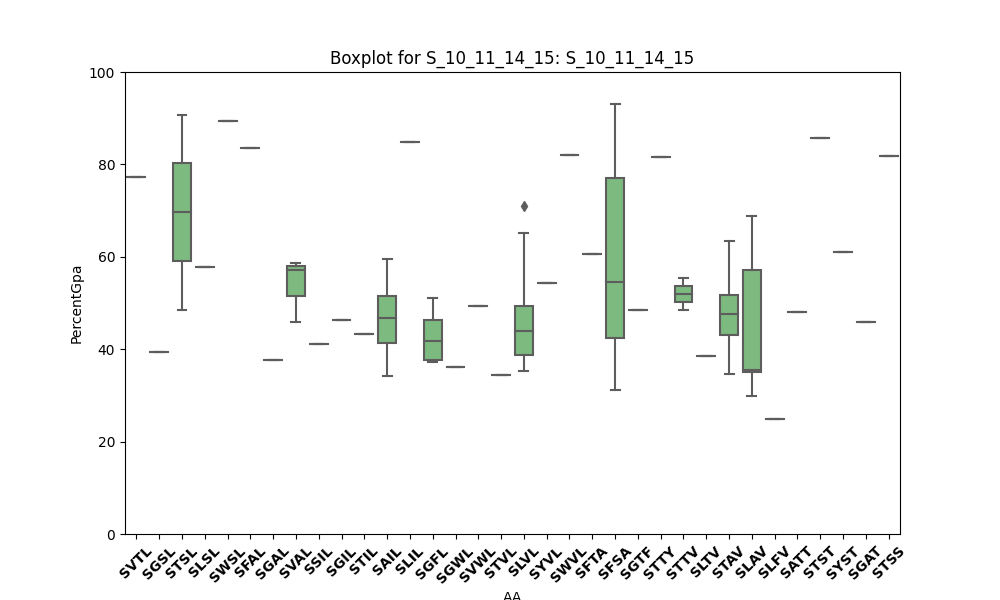 Boxplot for S_10_11_14_15: S_10_11_14_15
PercentGpa
100
80
60
40
20
0
SVTL SGSL STSL SLSL SWSL SFAL SGAL SVAL SSIL SGIL STIL SAIL SLIL SGFL SGWL SVWL STVL SLVL SYVL SWVL SFTA SFSA SGTF STTY STTV SLTV STAV SLAV SLFV SATT STST SYST SGAT STSS
AA